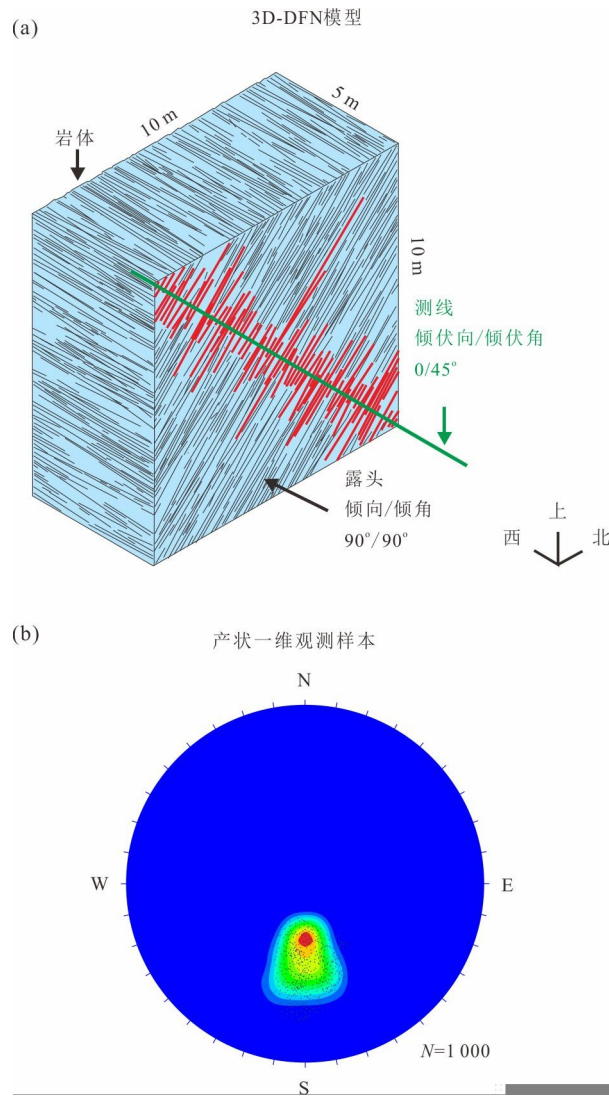 (a)
3D-DFN模型
10 m
5 m
岩体
10 m
测线
倾伏向/倾伏角
0/45°
露头
倾向/倾角
90°/90°
上
西
北
(b)
产状一维观测样本
N
W
E
N=1 000
S